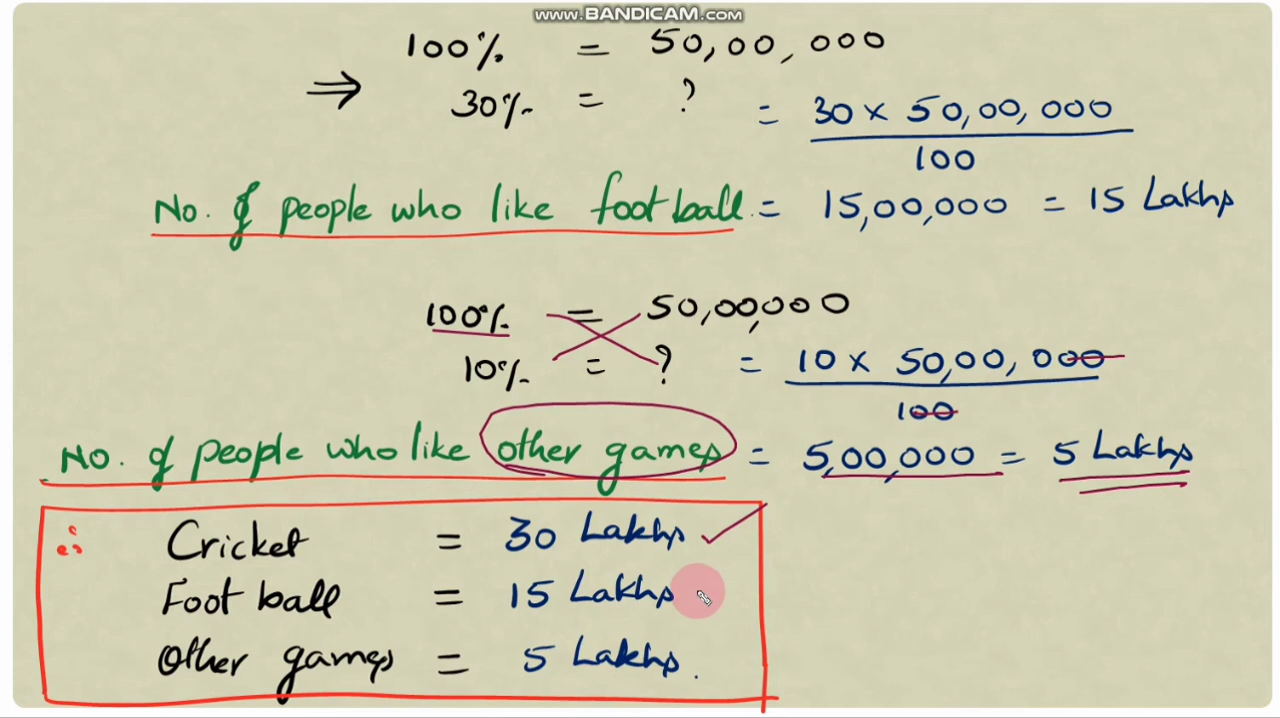 www.BANDICAM.com
100% = 50,00,000
⇒ 30% = ? = 30 × 50,00,000
100
No. of people who like foot ball. = 15,00,000 = 15 Lakhs
100% = 50,00,000
10% = ? = 10 × 50,00,000
100
No. of people who like other games = 5,00,000 = 5 Lakhs
∴ Cricket = 30 Lakhs ✓
Foot ball = 15 Lakhs
Other games = 5 Lakhs.